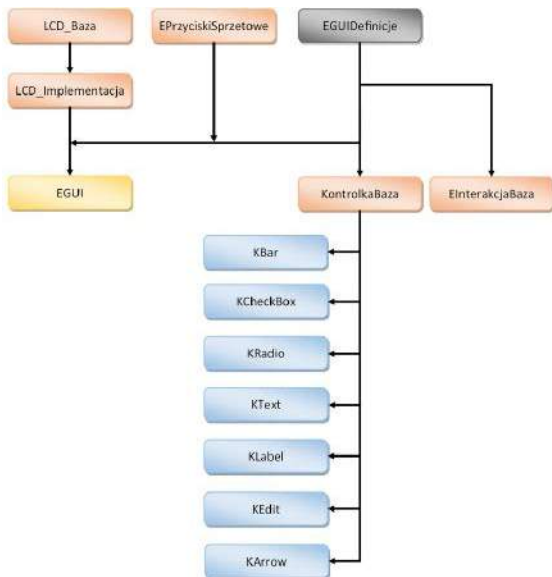 LCD_Baza
EPrzyciskiSprzetowe
EGUIDefinicje
LCD_Implementacja
EGUI
KontrolkaBaza
EInterakcjaBaza
KBar
KCheckBox
KRadio
KText
KLabel
KEdit
KArrow